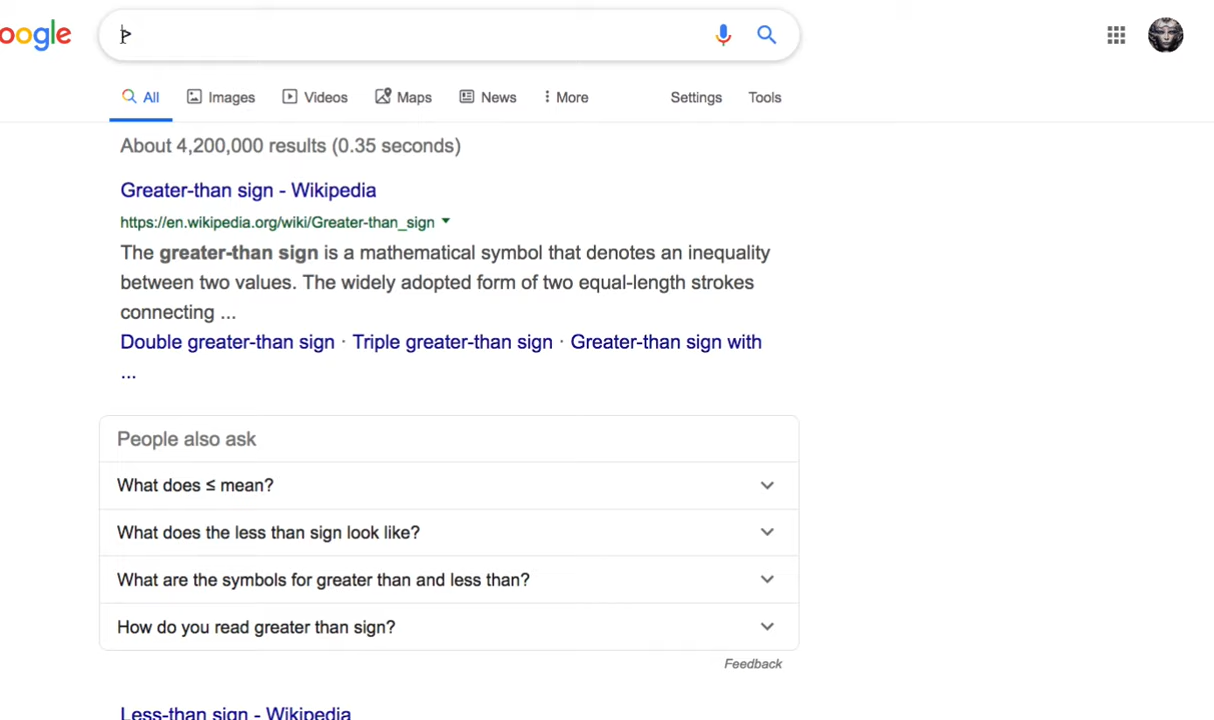 oogle
>
All Images Videos Maps News More Settings Tools
About 4,200,000 results (0.35 seconds)
Greater-than sign - Wikipedia
https://en.wikipedia.org/wiki/Greater-than_sign
The greater-than sign is a mathematical symbol that denotes an inequality
between two values. The widely adopted form of two equal-length strokes
connecting ...
Double greater-than sign · Triple greater-than sign · Greater-than sign with
...
People also ask
What does ≤ mean?
What does the less than sign look like?
What are the symbols for greater than and less than?
How do you read greater than sign?
Feedback
Less-than sign - Wikipedia